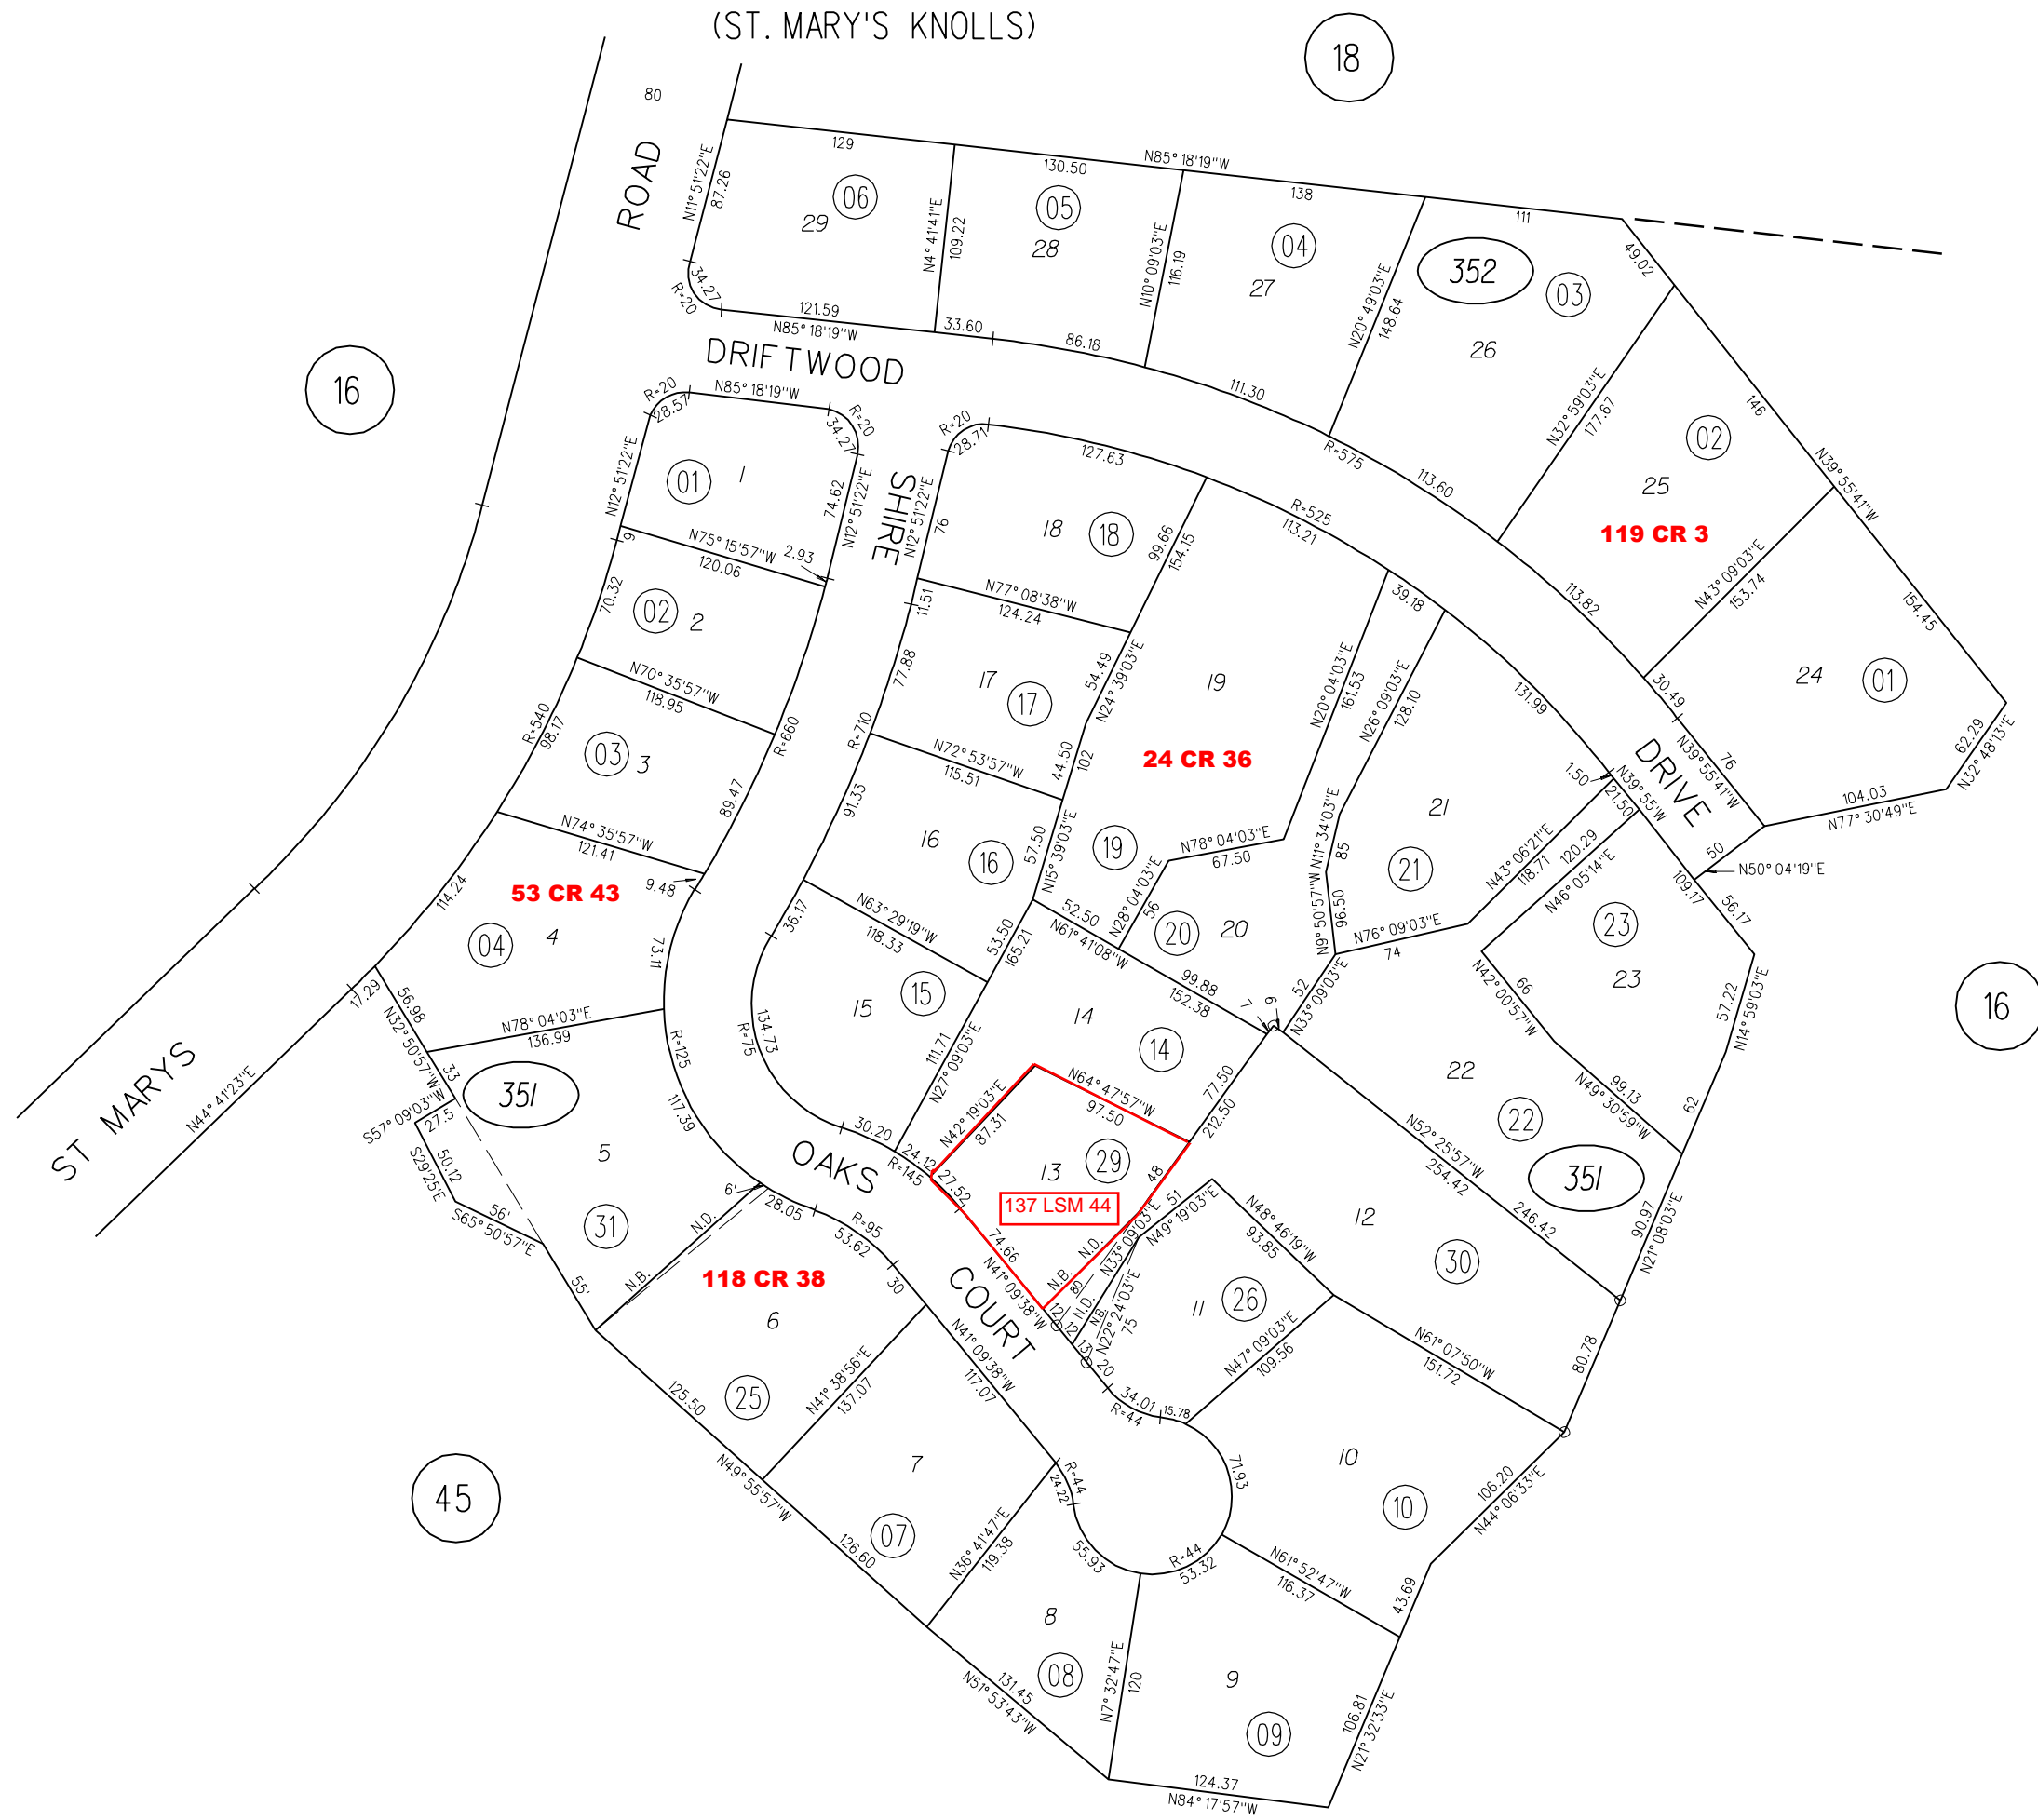 (ST. MARY'S KNOLLS)
18
80
ROAD
N11°51'22"E
87.26
129
06
29
N4°41'41"E
109.22
130.50
05
28
N85°18'19"W
N10°09'03"E
116.19
138
04
27
N20°49'03"E
148.64
111
352
03
26
49.02
34.27
R=20
121.59
N85°18'19"W
33.60
86.18
111.30
R=575
113.60
N32°59'03"E
177.67
02
25
119 CR 3
146
N39°55'41"W
N43°09'03"E
153.74
154.45
113.82
24
01
30.49
N39°55'41"W
76
62.29
N32°48'13"E
104.03
N77°30'49"E
DRIFTWOOD
DRIVE
16
R=20
28.57
N85°18'19"W
R=20
34.27
N12°51'22"E
01
1
74.62
N12°51'22"E
9
N75°15'57"W
120.06
2.93
70.32
02
2
N70°35'57"W
118.95
R=540
98.17
03
3
R=660
89.47
N74°35'57"W
121.41
9.48
114.24
53 CR 43
04
4
73.11
17.29
56.98
N32°50'57"W
N78°04'03"E
136.99
SHIRE
R=20
28.71
127.63
N12°51'22"E
76
18
18
99.66
154.15
R=525
113.21
N77°08'38"W
124.24
11.51
77.88
17
17
54.49
N24°39'03"E
R=710
N72°53'57"W
115.51
44.50
102
91.33
16
16
57.50
N15°39'03"E
N63°29'19"W
118.33
36.17
53.50
165.21
15
15
134.73
R=75
111.71
N27°09'03"E
30.20
24.12
R=145
19
24 CR 36
19
39.18
N20°04'03"E
161.53
N26°09'03"E
128.10
131.99
N78°04'03"E
67.50
N28°04'03"E
56
52.50
N61°41'08"W
20
20
99.88
152.38
7
6
52
N33°09'03"E
21
21
N11°34'03"E
85
N9°50'57"W
96.50
N76°09'03"E
74
1.50
N39°55'W
21.50
N43°06'21"E
118.71
120.29
N46°05'14"E
109.17
50
N50°04'19"E
56.17
23
23
57.22
N14°59'03"E
66
N42°00'57"W
99.13
N49°30'59"W
62
22
22
351
N52°25'57"W
254.42
246.42
90.97
N21°08'03"E
16
14
14
77.50
212.50
N64°47'57"W
97.50
N42°19'03"E
87.31
13
29
48
27.52
137 LSM 44
74.66
N41°09'38"W
N.B.
N.D.
N33°09'03"E
51
N49°19'03"E
12
80
12
N.D.
N.B.
N22°24'03"E
75
13
20
N48°46'19"W
93.85
11
26
N47°09'03"E
109.56
12
30
N61°07'50"W
151.72
80.78
34.01
R=44
15.78
71.93
10
10
106.20
N44°06'33"E
N61°52'47"W
116.37
43.69
R=44
53.32
55.93
ST MARYS
N44°41'23"E
351
33
S57°09'03"W
27.5
50.12
S29°25'E
56'
S65°50'57"E
55'
5
31
R=125
117.39
OAKS
COURT
6'
N.D.
N.B.
28.05
R=95
53.62
30
118 CR 38
6
25
N41°38'56"E
137.07
125.50
N49°55'57"W
N41°09'38"W
117.07
7
07
R=44
24.22
126.60
N36°41'47"E
119.38
8
08
131.45
N51°53'43"W
N7°32'47"E
120
9
09
106.81
N21°32'33"E
124.37
N84°17'57"W
45